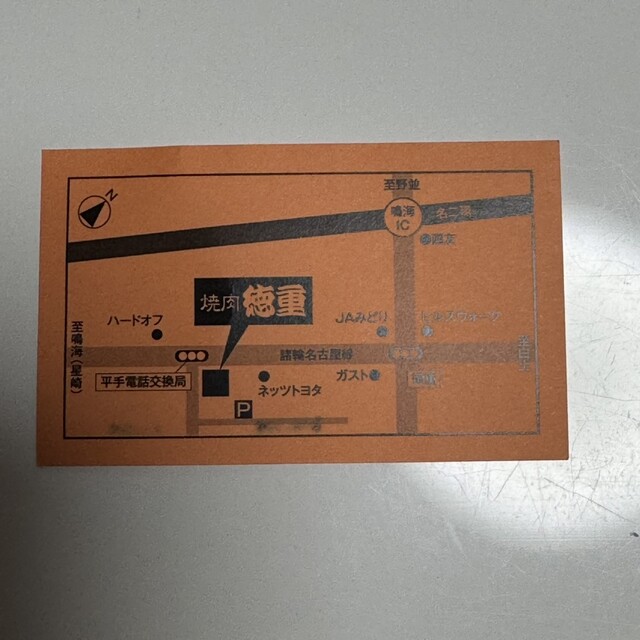 N
至野並
鳴海
IC
名二環
焼肉 徳重
ハードオフ
JAみどり
至鳴海(星崎)
諸輪名古屋線
平手電話交換局
ガスト
ネッツトヨタ
P